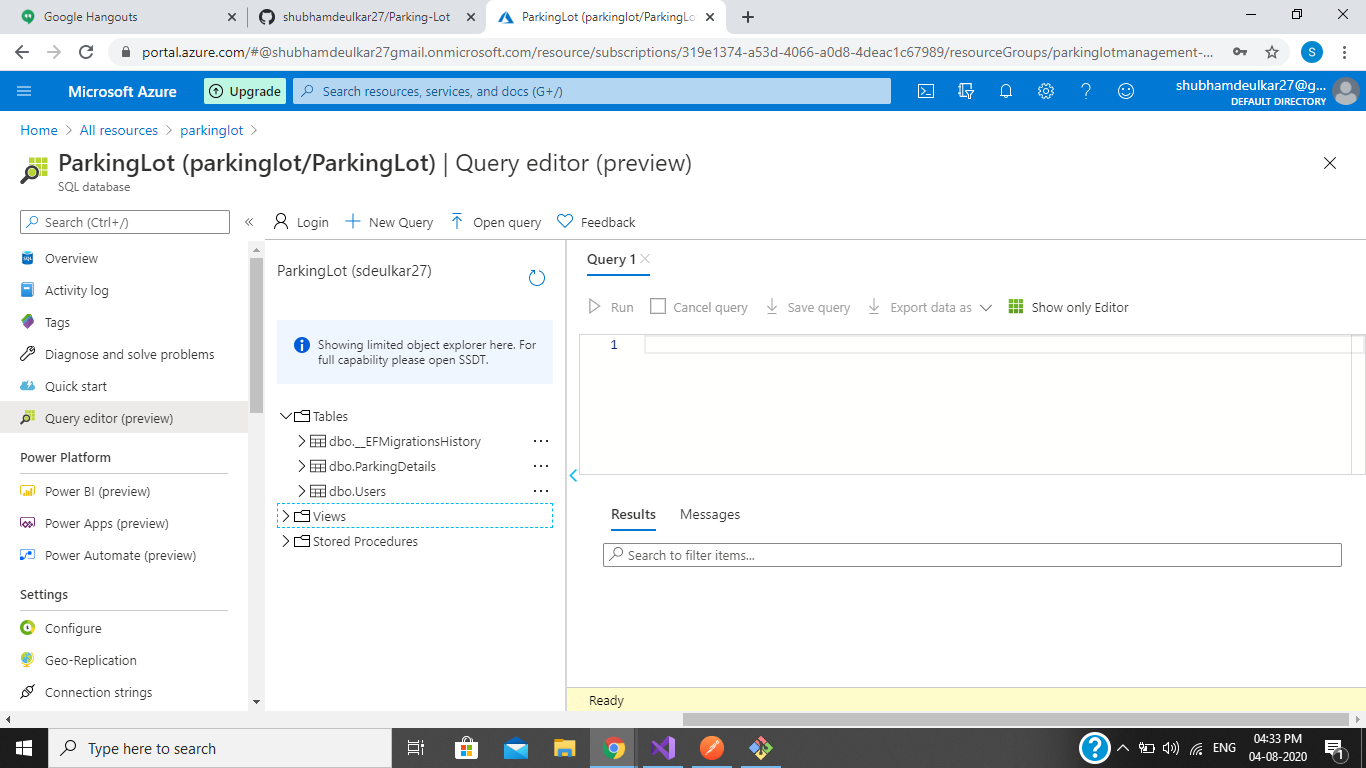 Google Hangouts
shubhamdeulkar27/Parking-Lot
ParkingLot (parkinglot/ParkingLo
portal.azure.com/#@shubhamdeulkar27gmail.onmicrosoft.com/resource/subscriptions/319e1374-a53d-4066-a0d8-4deac1c67989/resourceGroups/parkinglotmanagement-...
S
Microsoft Azure
Upgrade
Search resources, services, and docs (G+/)
shubhamdeulkar27@g...
DEFAULT DIRECTORY
Home > All resources > parkinglot >
ParkingLot (parkinglot/ParkingLot) | Query editor (preview)
SQL database
Search (Ctrl+/)
«
Login
New Query
Open query
Feedback
Overview
Activity log
Tags
Diagnose and solve problems
Quick start
Query editor (preview)
Power Platform
Power BI (preview)
Power Apps (preview)
Power Automate (preview)
Settings
Configure
Geo-Replication
Connection strings
ParkingLot (sdeulkar27)
Showing limited object explorer here. For
full capability please open SSDT.
Tables
dbo.__EFMigrationsHistory
dbo.ParkingDetails
dbo.Users
Views
Stored Procedures
Query 1
Run
Cancel query
Save query
Export data as
Show only Editor
1
Results
Messages
Search to filter items...
Ready
Type here to search
ENG
04:33 PM
04-08-2020
1